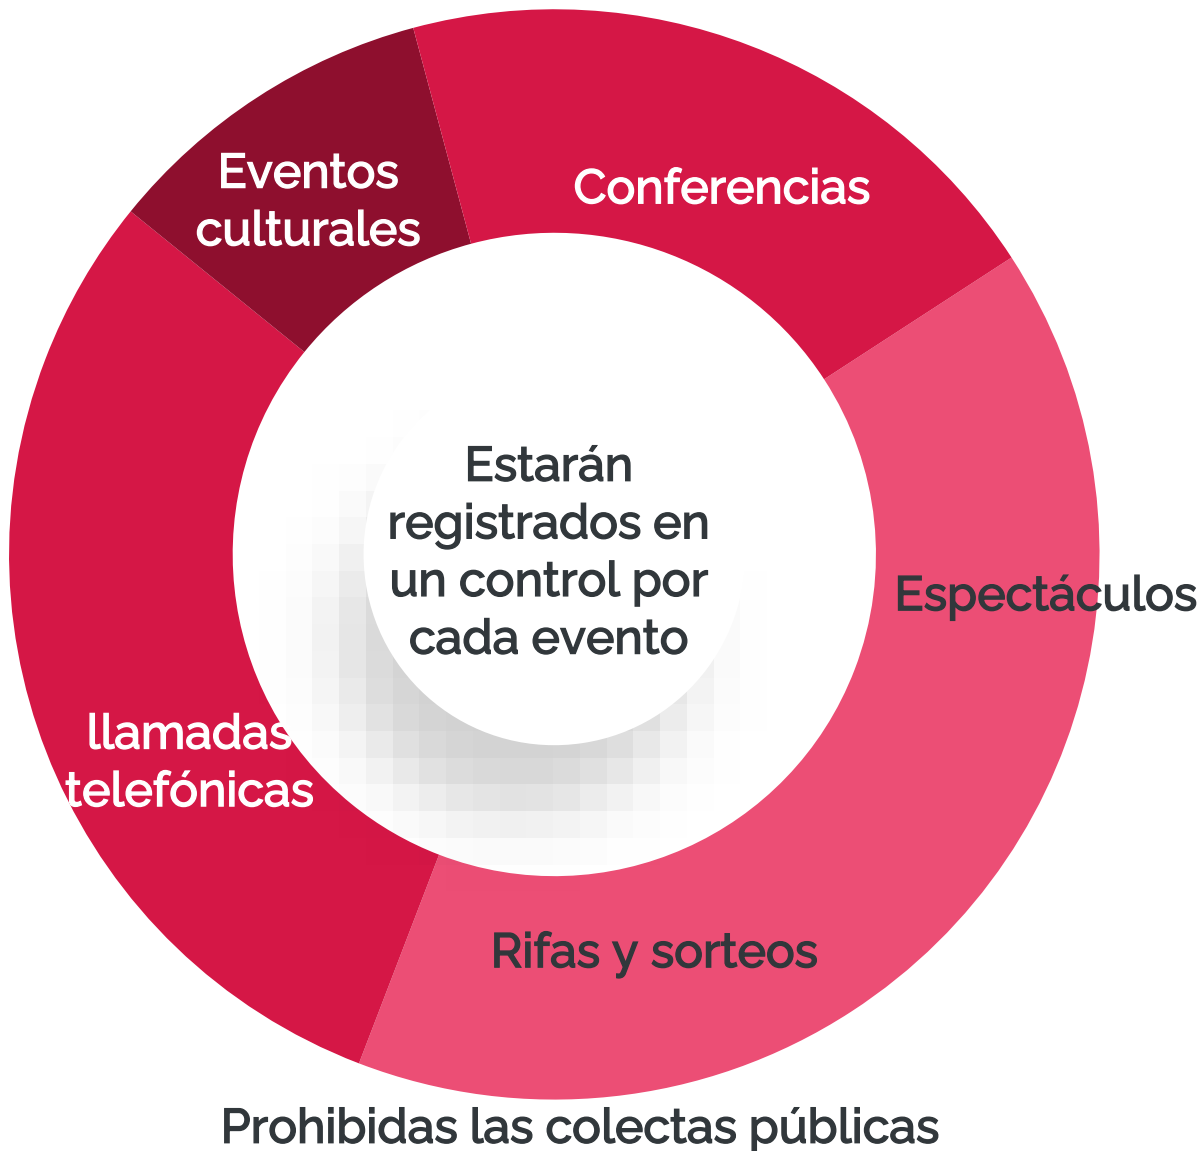 Eventos
culturales
Conferencias
Estarán
registrados en
un control por
cada evento
Espectáculos
llamadas
telefónicas
Rifas y sorteos
Prohibidas las colectas públicas